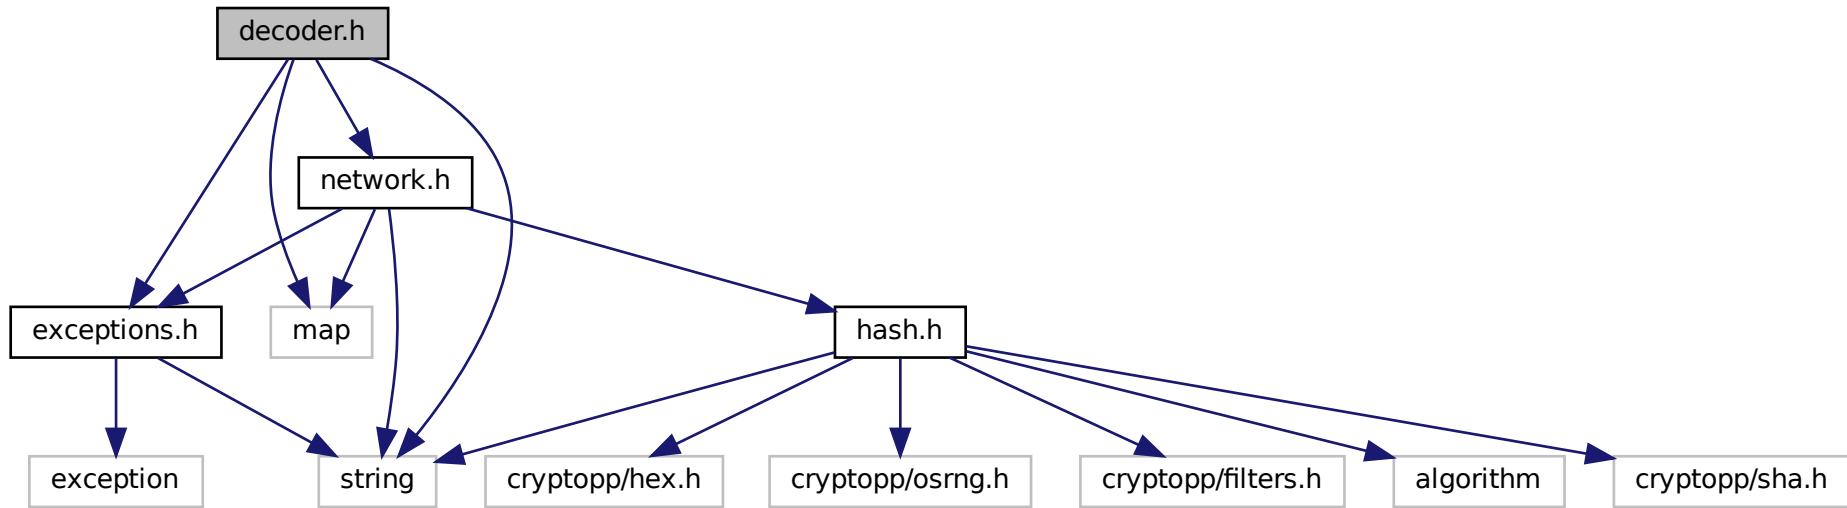 decoder.h
network.h
exceptions.h
map
hash.h
exception
string
cryptopp/hex.h
cryptopp/osrng.h
cryptopp/filters.h
algorithm
cryptopp/sha.h